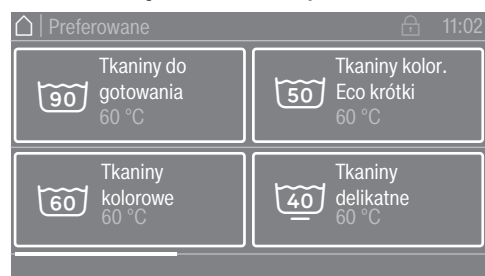 Preferowane
11:02
90
Tkaniny do
gotowania
60 °C
50
Tkaniny kolor.
Eco krótki
60 °C
60
Tkaniny
kolorowe
60 °C
40
Tkaniny
delikatne
60 °C